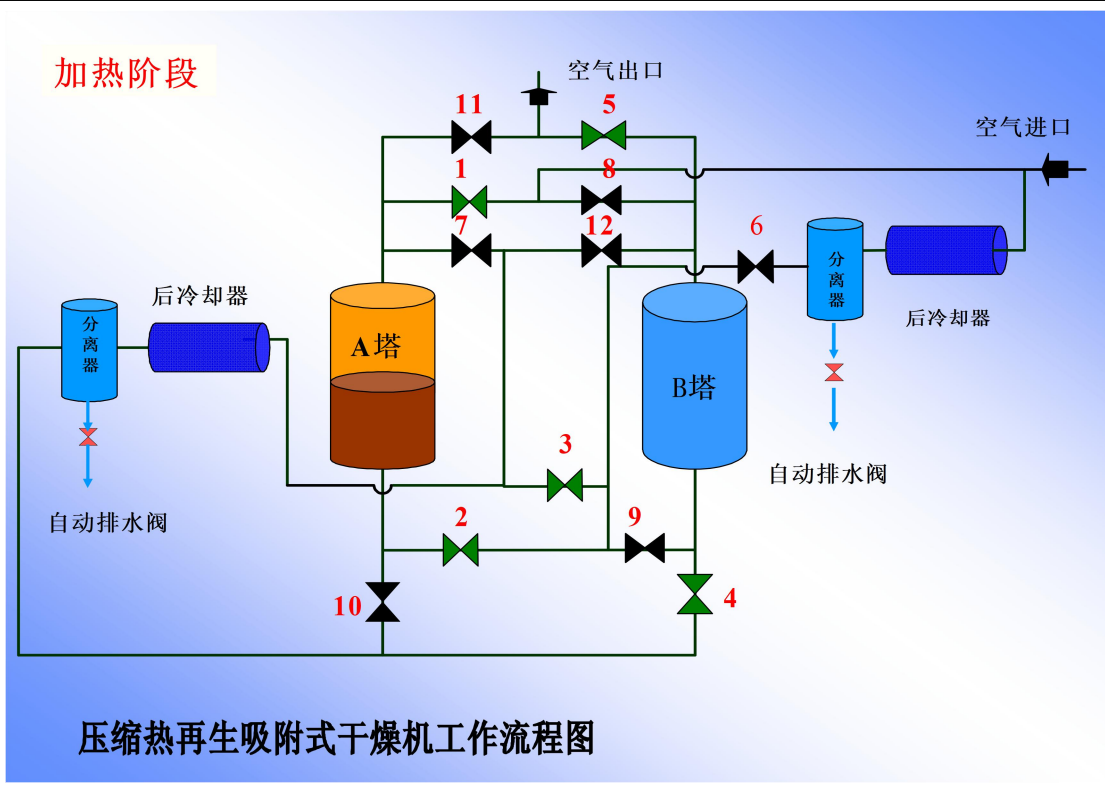 加热阶段
空气出口
11
5
空气进口
1
8
7
12
6
分离器
后冷却器
后冷却器
分离器
A塔
B塔
3
自动排水阀
自动排水阀
2
9
10
4
压缩热再生吸附式干燥机工作流程图